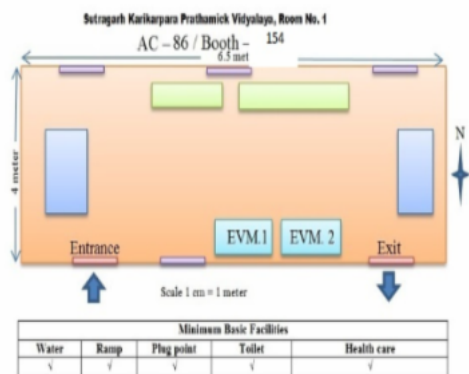 Sutragarh Karikarpara Prathamick Vidyalaya, Room No. 1
AC – 86 / Booth – 154
6.5 met
4 meter
N
EVM.1 EVM. 2
Entrance Exit
Scale 1 cm = 1 meter
Minimum Basic Facilities
Water Ramp Plug point Toilet Health care
√ √ √ √ √